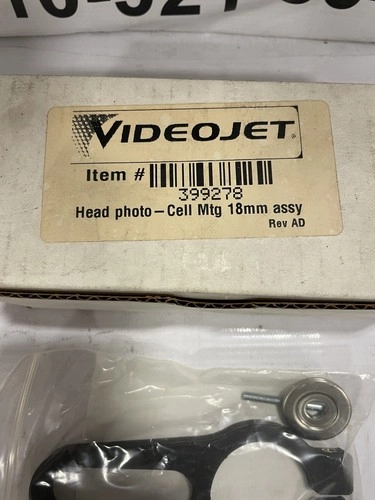 VIDEOJET
Item # 399278
Head photo-Cell Mtg 18mm assy
Rev AD